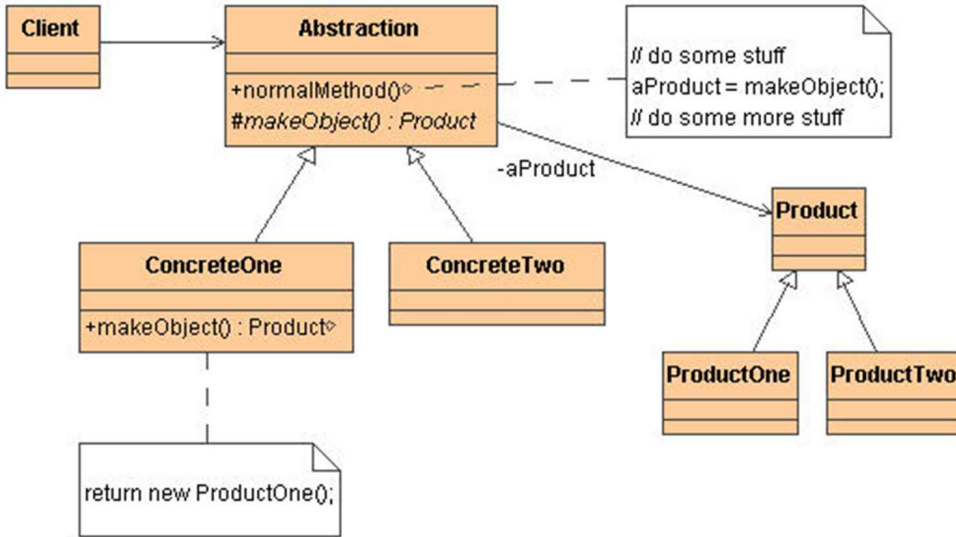 Client
Abstraction
+normalMethod()
#makeObject() : Product
// do some stuff
aProduct = makeObject();
// do some more stuff
-aProduct
Product
ConcreteOne
+makeObject() : Product
ConcreteTwo
ProductOne
ProductTwo
return new ProductOne();